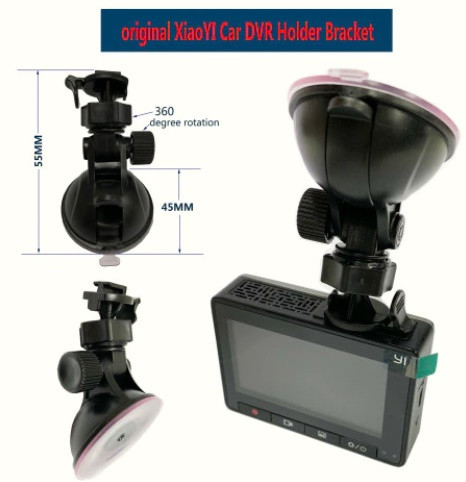 original XiaoYI Car DVR Holder Bracket
360
degree rotation
55MM
45MM
YI